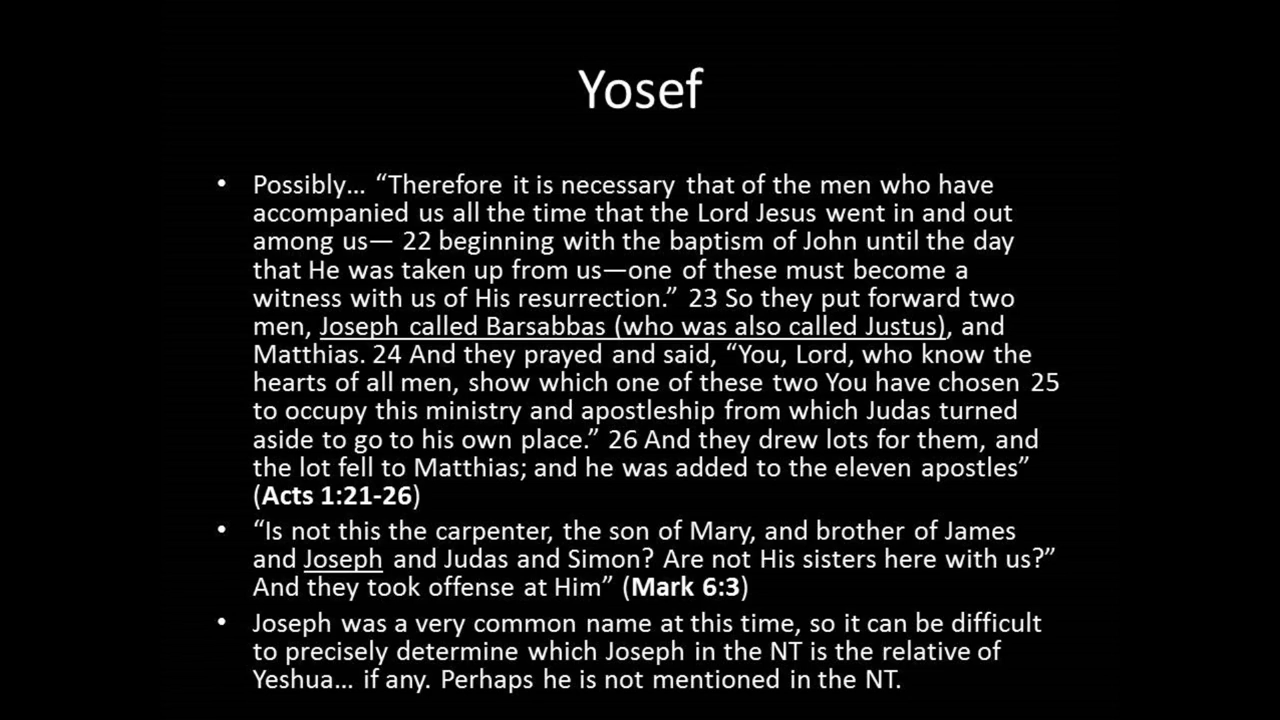 Yosef
• Possibly… “Therefore it is necessary that of the men who have
accompanied us all the time that the Lord Jesus went in and out
among us— 22 beginning with the baptism of John until the day
that He was taken up from us—one of these must become a
witness with us of His resurrection.” 23 So they put forward two
men, Joseph called Barsabbas (who was also called Justus), and
Matthias. 24 And they prayed and said, “You, Lord, who know the
hearts of all men, show which one of these two You have chosen 25
to occupy this ministry and apostleship from which Judas turned
aside to go to his own place.” 26 And they drew lots for them, and
the lot fell to Matthias; and he was added to the eleven apostles”
(Acts 1:21-26)
• “Is not this the carpenter, the son of Mary, and brother of James
and Joseph and Judas and Simon? Are not His sisters here with us?”
And they took offense at Him” (Mark 6:3)
• Joseph was a very common name at this time, so it can be difficult
to precisely determine which Joseph in the NT is the relative of
Yeshua… if any. Perhaps he is not mentioned in the NT.